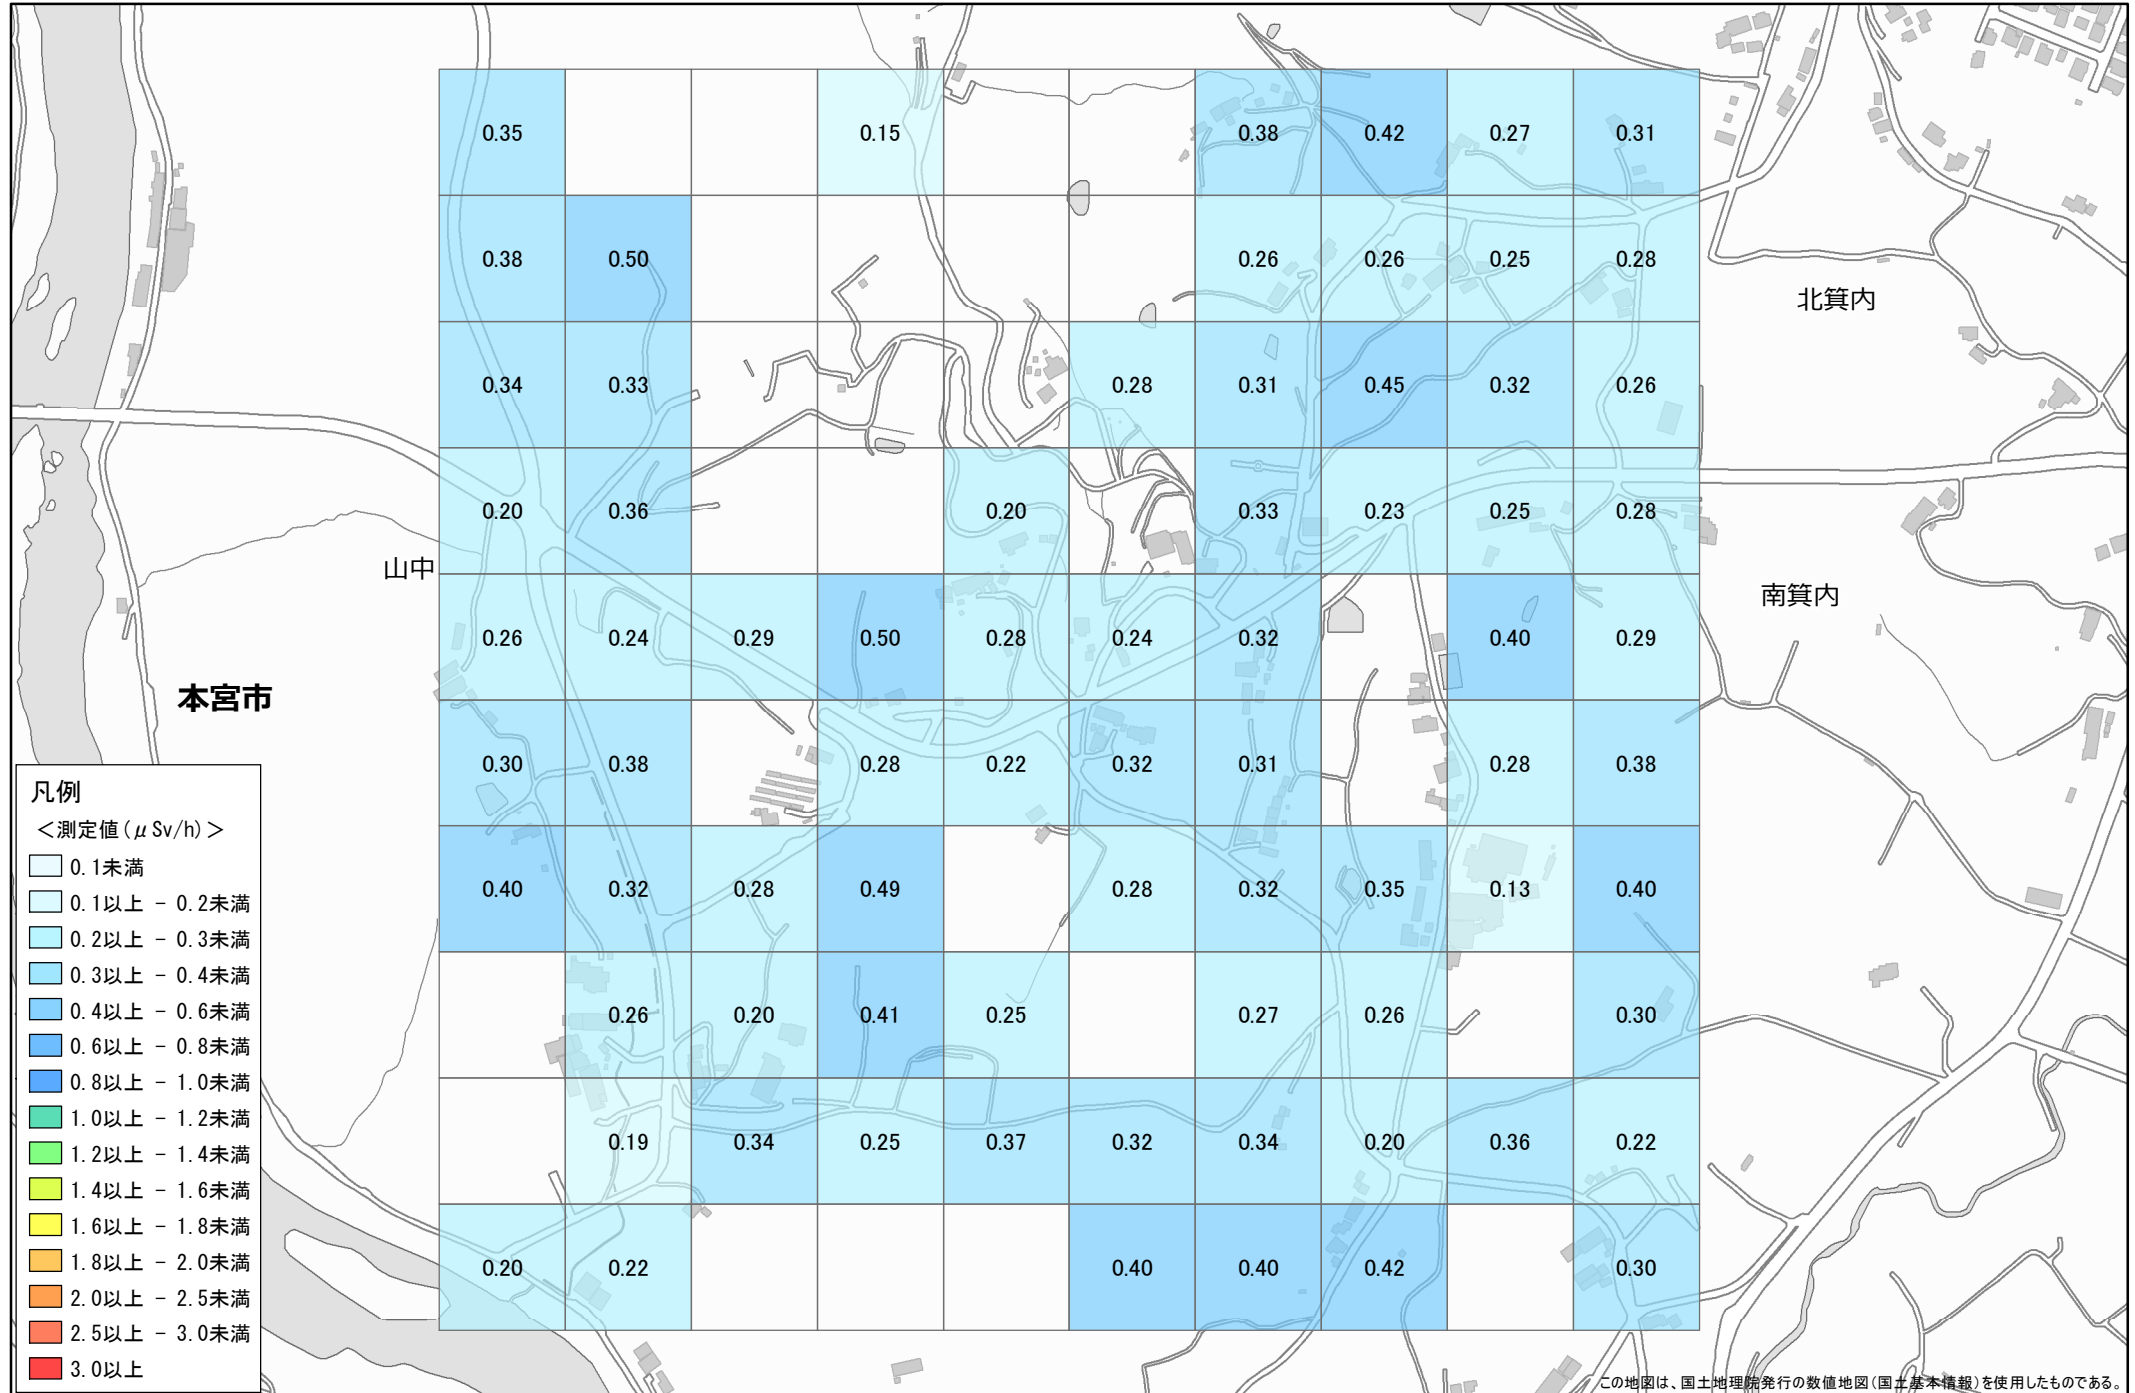 0.35 0.15 0.38 0.42 0.27 0.31
0.38 0.50 0.26 0.26 0.25 0.28
北箕内
0.34 0.33 0.28 0.31 0.45 0.32 0.26
0.20 0.36 0.20 0.33 0.23 0.25 0.28
山中
南箕内
0.26 0.24 0.29 0.50 0.28 0.24 0.32 0.40 0.29
本宮市
0.30 0.38 0.28 0.22 0.32 0.31 0.28 0.38
0.40 0.32 0.28 0.49 0.28 0.32 0.35 0.13 0.40
0.26 0.20 0.41 0.25 0.27 0.26 0.30
0.19 0.34 0.25 0.37 0.32 0.34 0.20 0.36 0.22
0.20 0.22 0.40 0.40 0.42 0.30
凡例
＜測定値(μSv/h)＞
0.1未満
0.1以上 - 0.2未満
0.2以上 - 0.3未満
0.3以上 - 0.4未満
0.4以上 - 0.6未満
0.6以上 - 0.8未満
0.8以上 - 1.0未満
1.0以上 - 1.2未満
1.2以上 - 1.4未満
1.4以上 - 1.6未満
1.6以上 - 1.8未満
1.8以上 - 2.0未満
2.0以上 - 2.5未満
2.5以上 - 3.0未満
3.0以上
この地図は、国土地理院発行の数値地図(国土基本情報)を使用したものである。